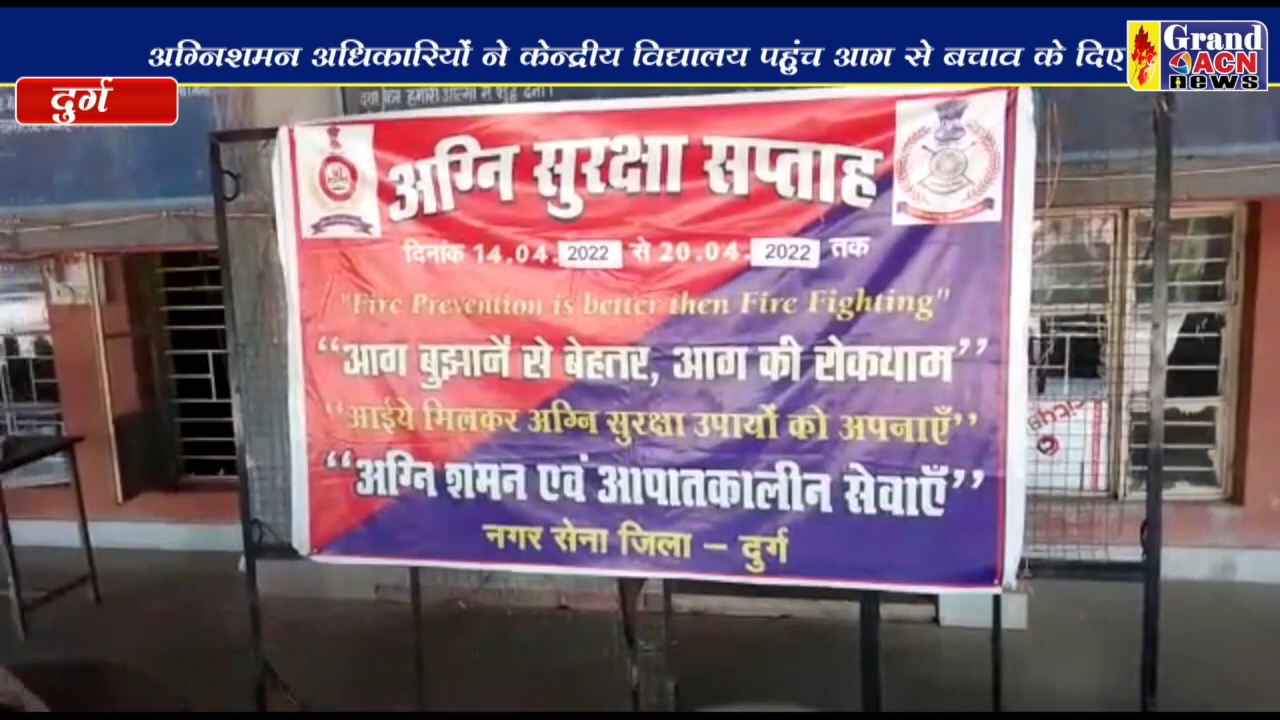 अग्निशमन अधिकारियों ने केन्द्रीय विद्यालय पहुंच आग से बचाव के दिए
Grand
ACN
news
दुर्ग
अग्नि सुरक्षा सप्ताह
दिनांक 14.04.2022 से 20.04.2022 तक
"Fire Prevention is better then Fire Fighting"
“आग बुझानें से बेहतर, आग की रोकथाम”
“आईये मिलकर अग्नि सुरक्षा उपायों को अपनाएँ”
“अग्नि शमन एवं आपातकालीन सेवाएँ”
नगर सेना जिला – दुर्ग